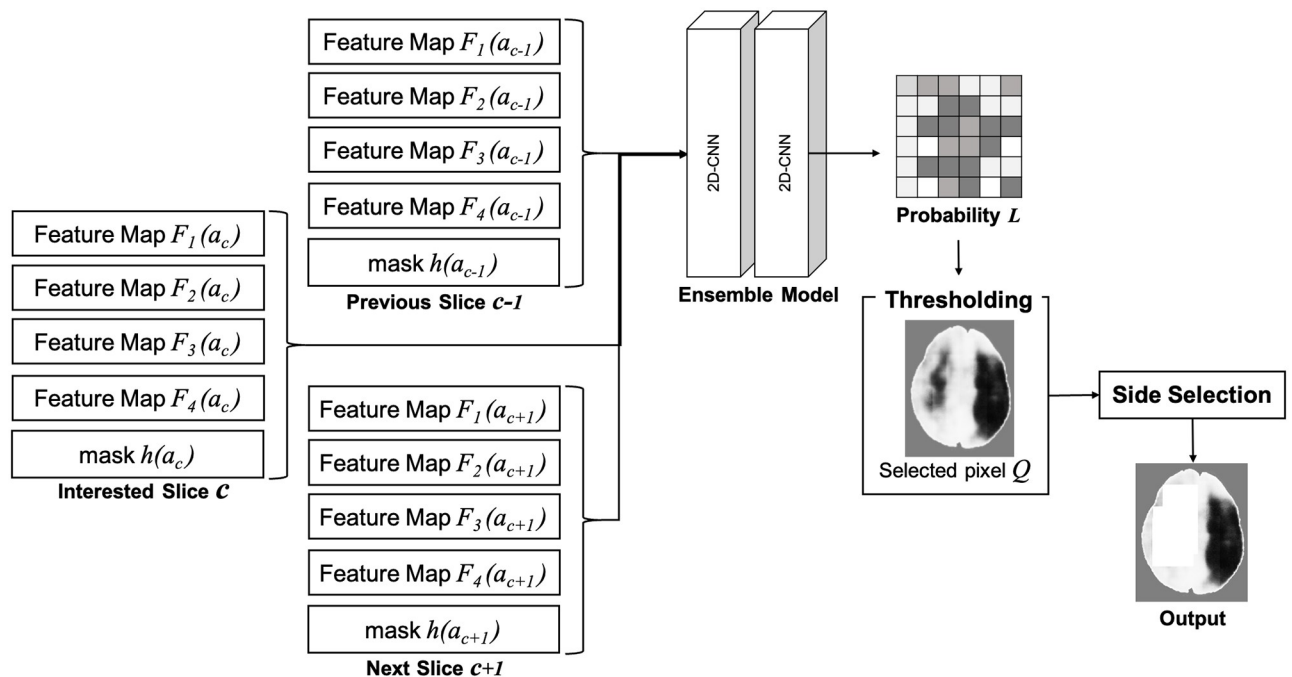 Feature Map F1(ac-1)
Feature Map F2(ac-1)
Feature Map F3(ac-1)
Feature Map F4(ac-1)
mask h(ac-1)
Previous Slice c-1
Feature Map F1(ac)
Feature Map F2(ac)
Feature Map F3(ac)
Feature Map F4(ac)
mask h(ac)
Interested Slice c
Feature Map F1(ac+1)
Feature Map F2(ac+1)
Feature Map F3(ac+1)
Feature Map F4(ac+1)
mask h(ac+1)
Next Slice c+1
2D-CNN
2D-CNN
Ensemble Model
Probability L
Thresholding
Selected pixel Q
Side Selection
Output